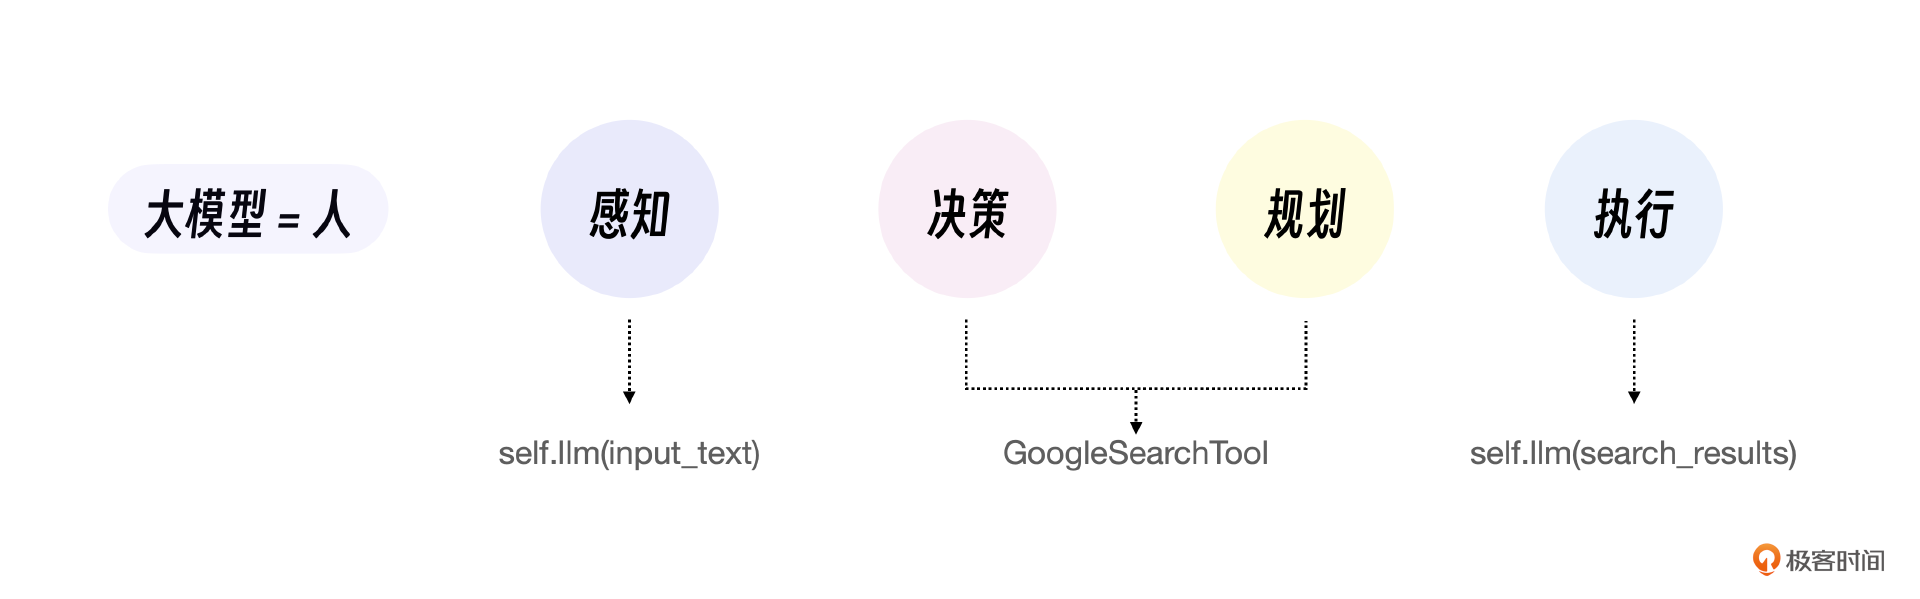 大模型 = 人
感知
决策
规划
执行
self.llm(input_text)
GoogleSearchTool
self.llm(search_results)
极客时间